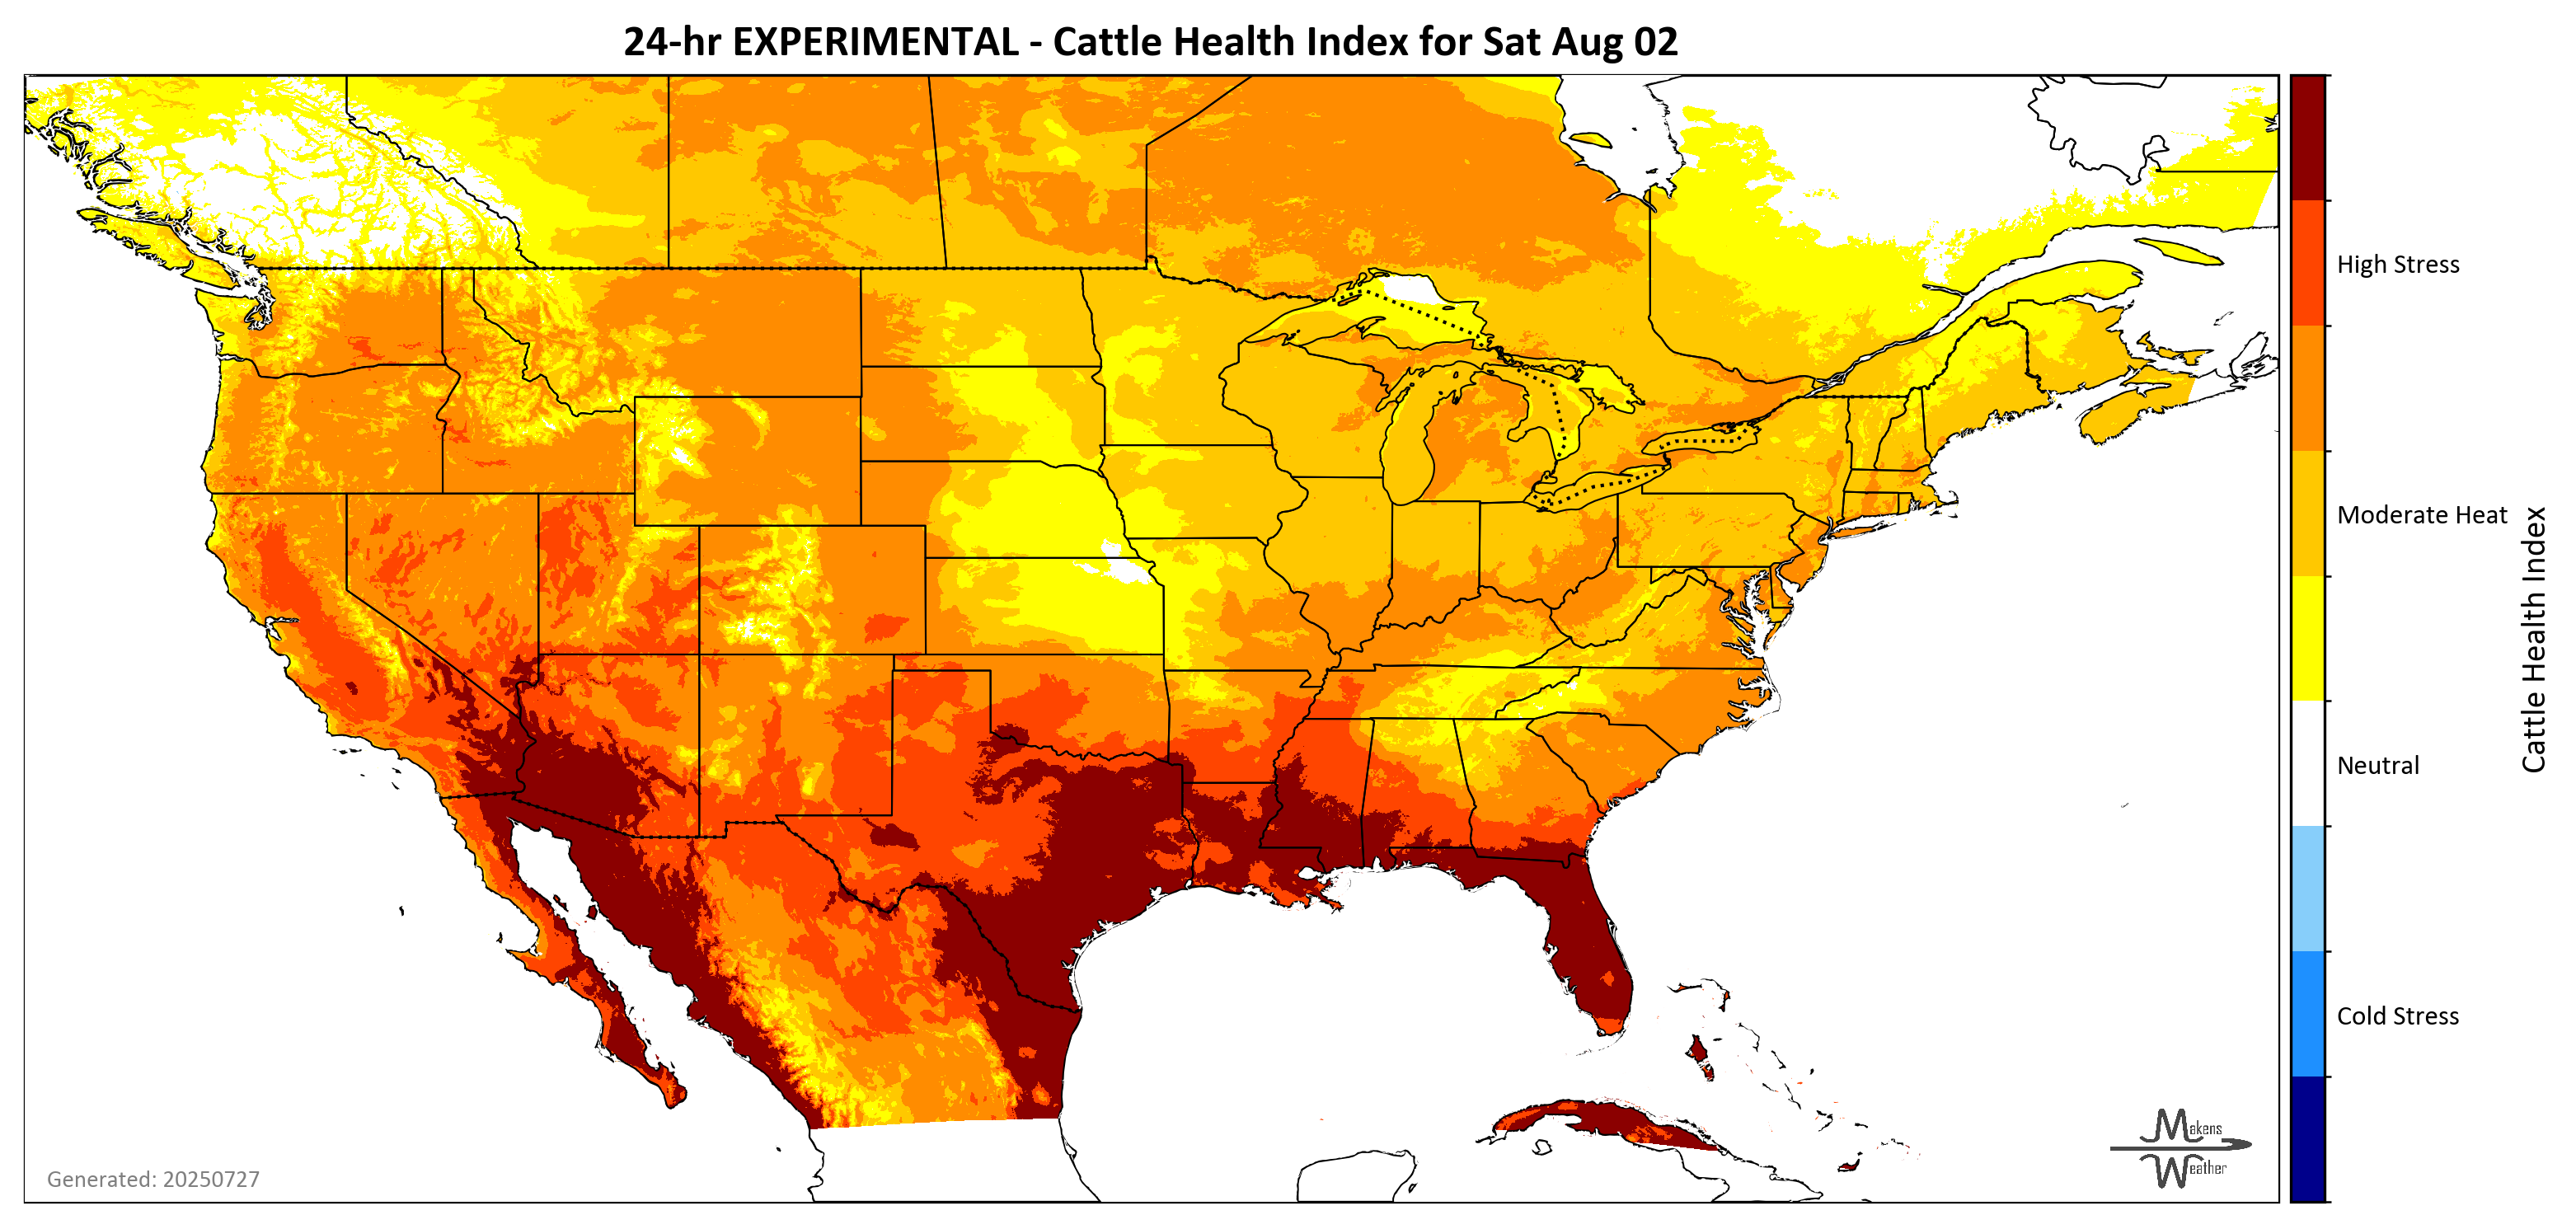 24-hr EXPERIMENTAL - Cattle Health Index for Sat Aug 02
High Stress
Moderate Heat
Neutral
Cold Stress
Cattle Health Index
Generated: 20250727
Makens
Weather